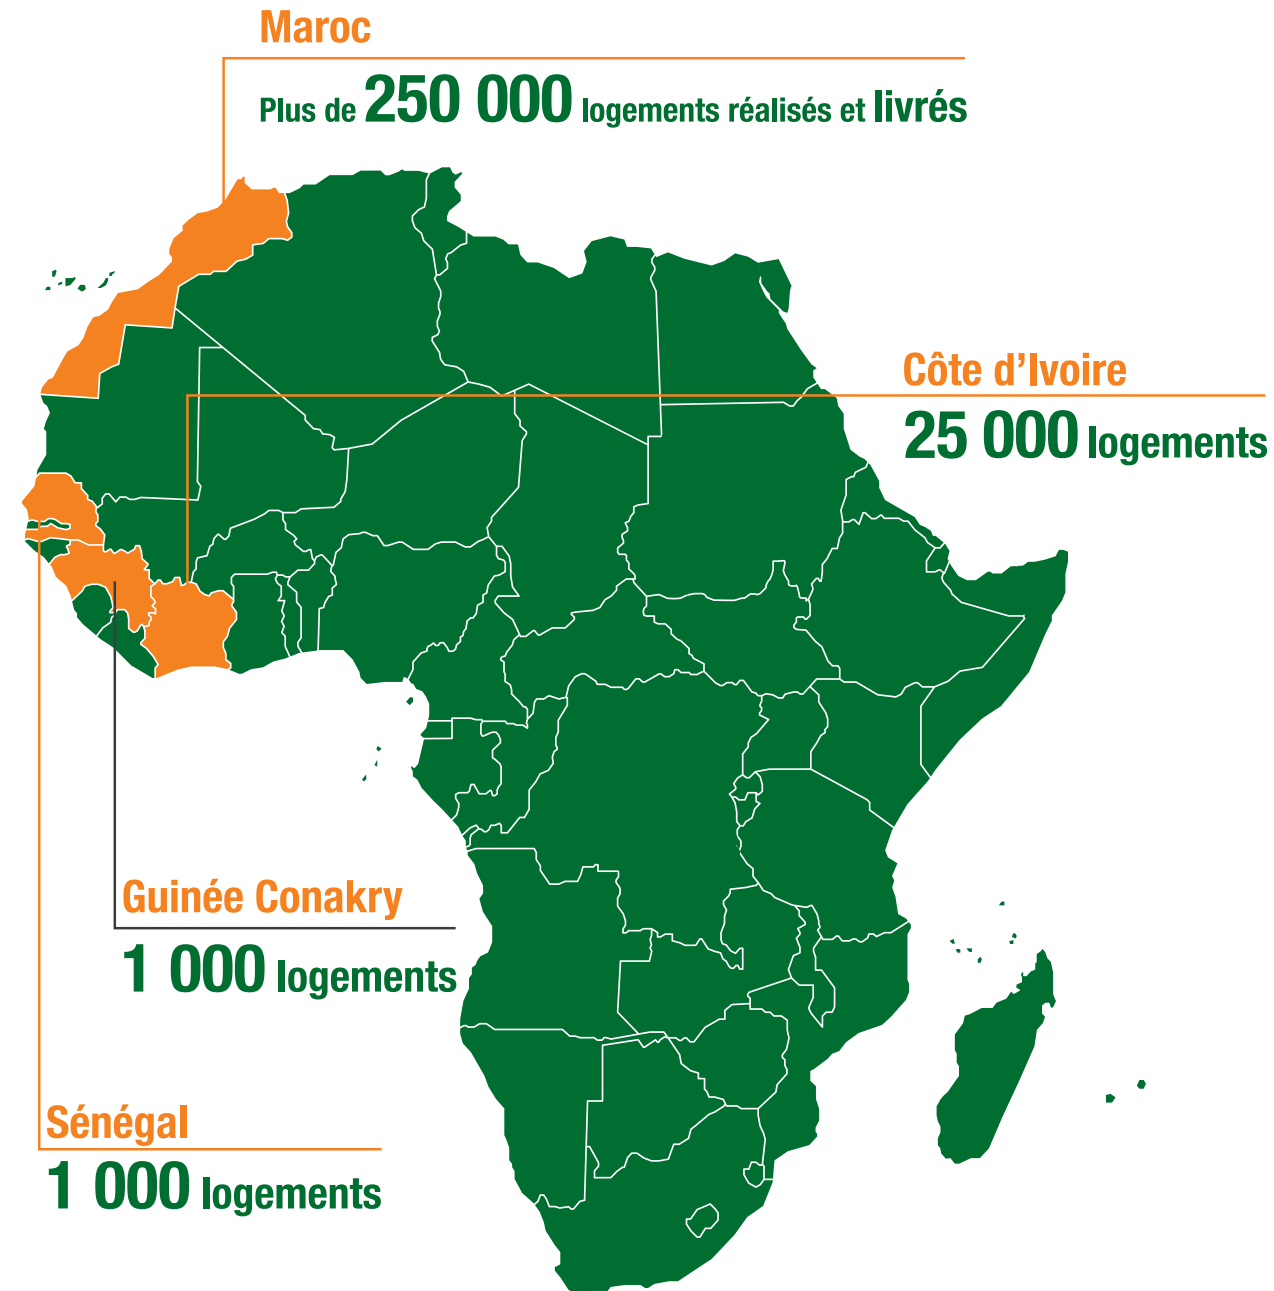 Maroc
Plus de 250 000 logements réalisés et livrés
Côte d'Ivoire
25 000 logements
Guinée Conakry
1 000 logements
Sénégal
1 000 logements